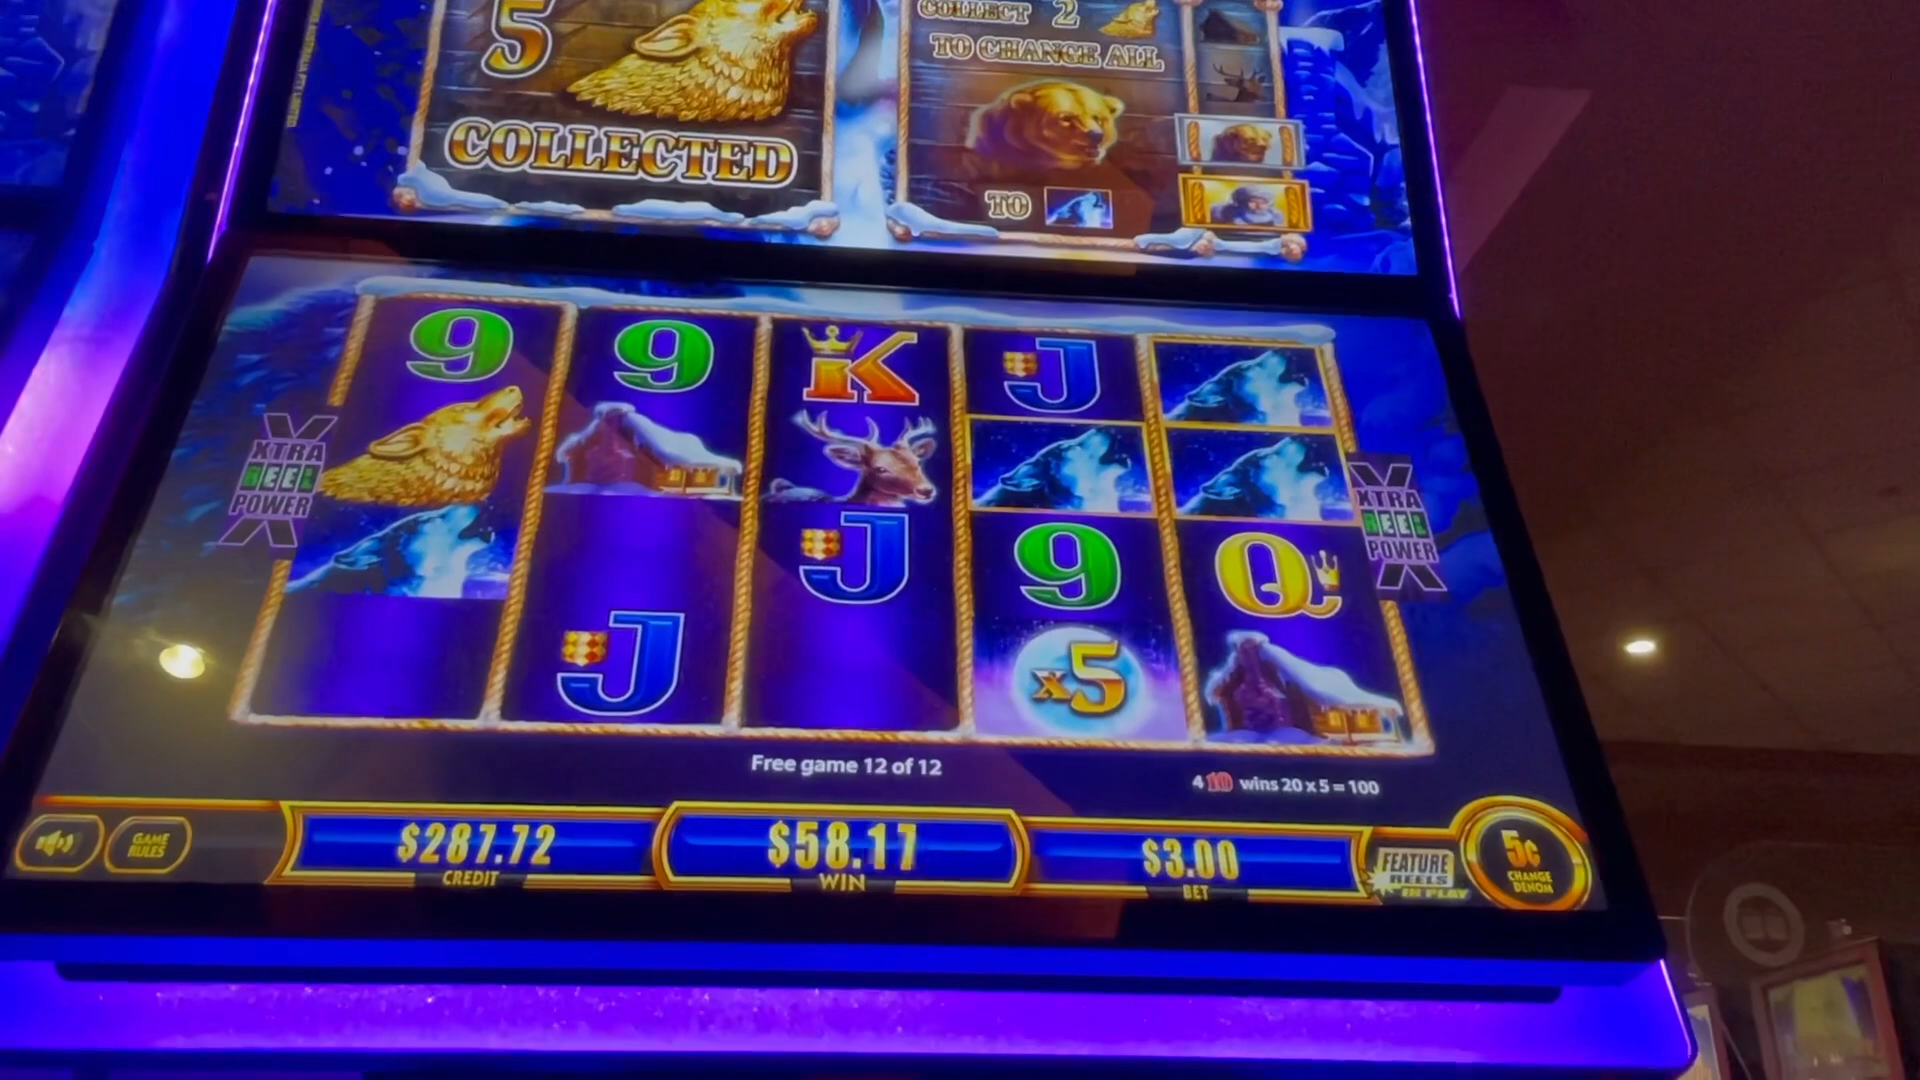 5
COLLECTED
COLLECT 2
TO CHANGE ALL
TO
9
9
K
J
XTRA
REEL
POWER
XTRA
REEL
POWER
J
9
Q
J
x5
Free game 12 of 12
4 10 wins 20 x 5 = 100
GAME
RULES
$287.72
CREDIT
$58.17
WIN
$3.00
BET
FEATURE
REELS
IN PLAY
5¢
CHANGE
DENOM